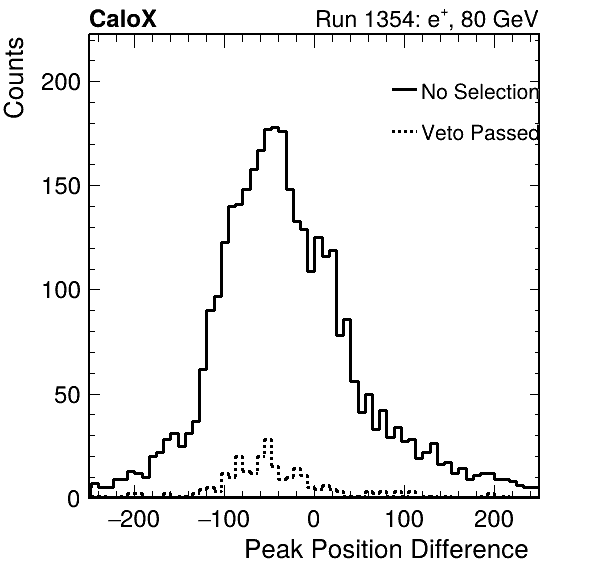 CaloX Run 1354: e⁺, 80 GeV
Counts
200
150
100
50
0
No Selection
Veto Passed
−200 −100 0 100 200
Peak Position Difference